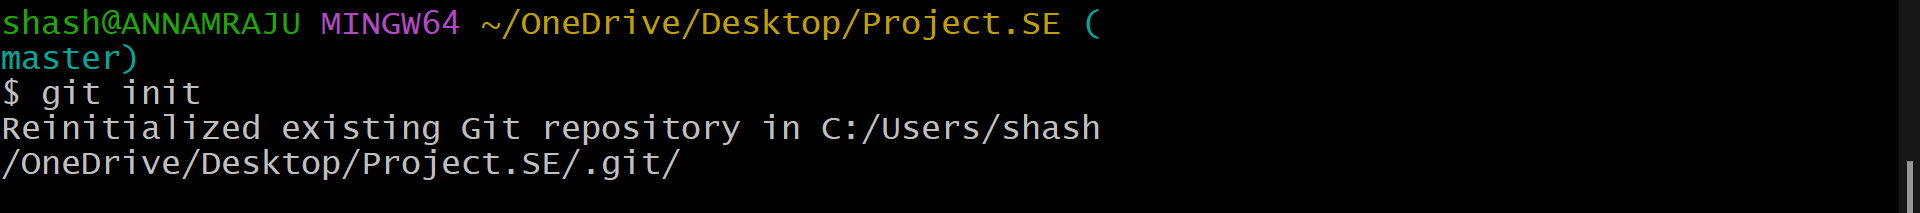 shash@ANNAMRAJU MINGW64 ~/OneDrive/Desktop/Project.SE (
master)
$ git init
Reinitialized existing Git repository in C:/Users/shash
/OneDrive/Desktop/Project.SE/.git/